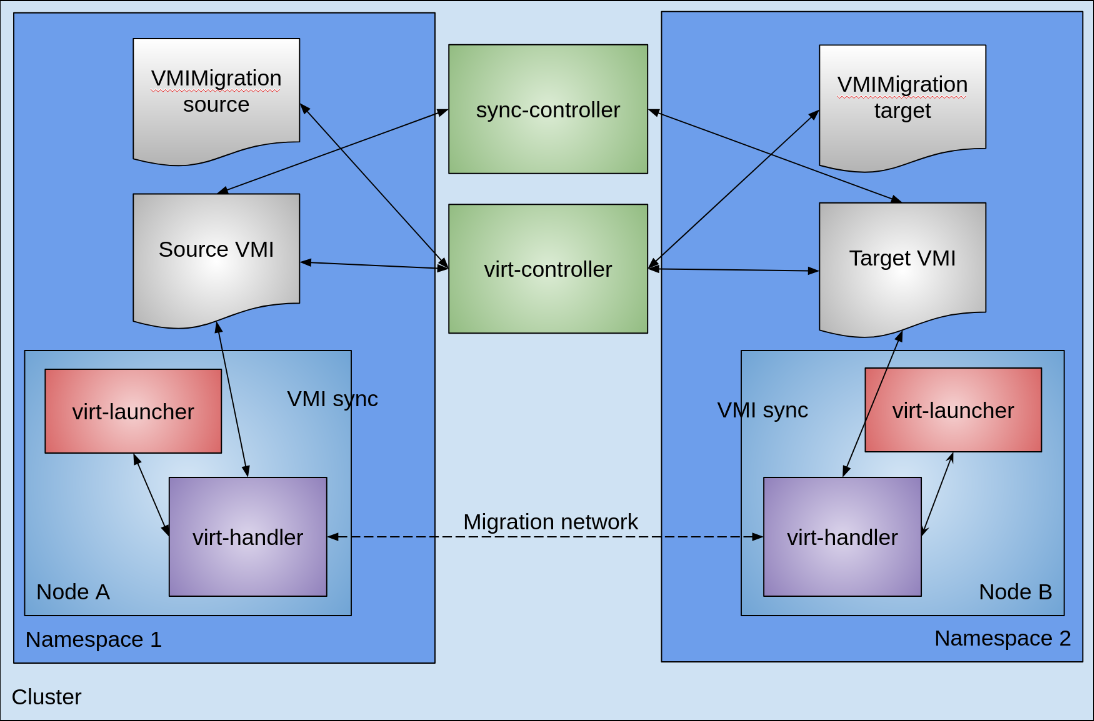 VMIMigration
source
sync-controller
VMIMigration
target
Source VMI
virt-controller
Target VMI
virt-launcher
VMI sync
VMI sync
virt-launcher
virt-handler
Migration network
virt-handler
Node A
Node B
Namespace 1
Namespace 2
Cluster